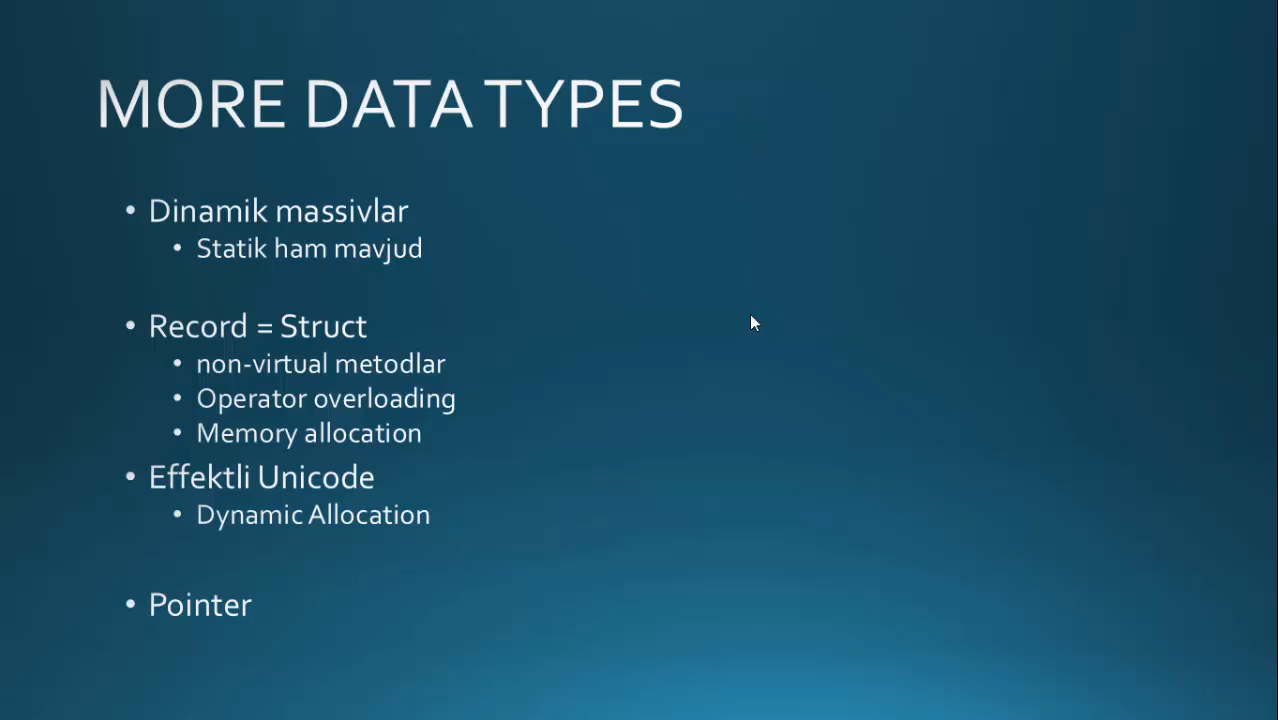 MORE DATA TYPES
• Dinamik massivlar
• Statik ham mavjud
• Record = Struct
• non-virtual metodlar
• Operator overloading
• Memory allocation
• Effektli Unicode
• Dynamic Allocation
• Pointer